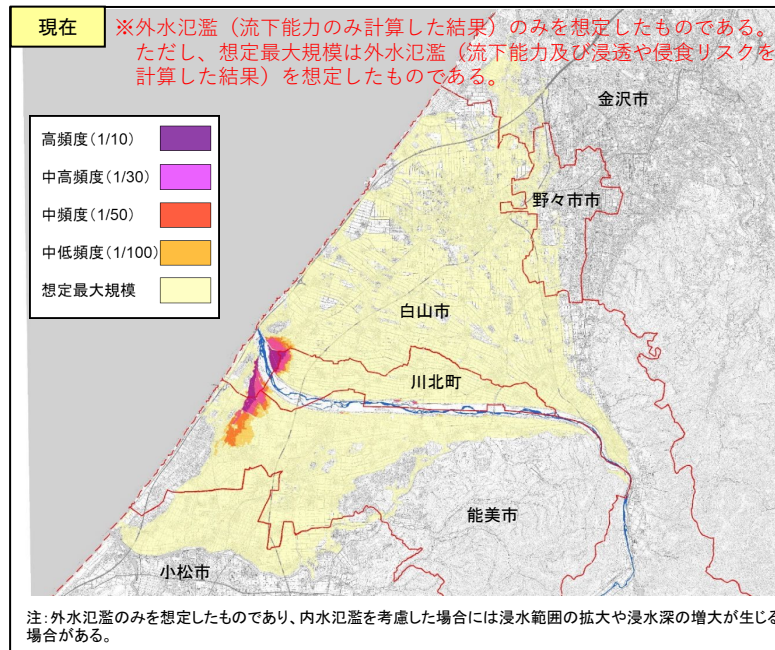 現在
※外水氾濫（流下能力のみ計算した結果）のみを想定したものである。
ただし、想定最大規模は外水氾濫（流下能力及び浸透や侵食リスクを
計算した結果）を想定したものである。
高頻度(1/10)
中高頻度(1/30)
中頻度(1/50)
中低頻度(1/100)
想定最大規模
金沢市
野々市市
白山市
川北町
能美市
小松市
注:外水氾濫のみを想定したものであり、内水氾濫を考慮した場合には浸水範囲の拡大や浸水深の増大が生じる
場合がある。